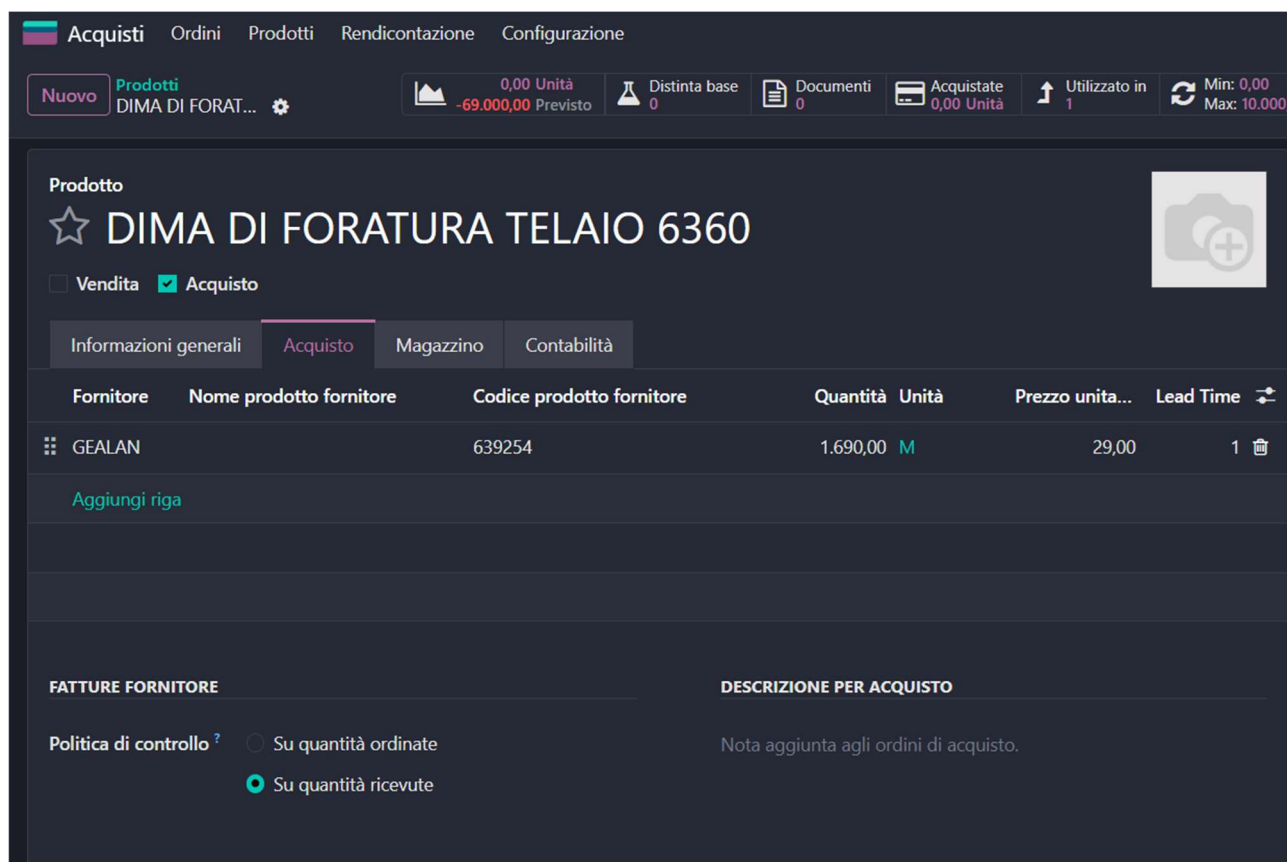 Acquisti Ordini Prodotti Rendicontazione Configurazione
Nuovo
Prodotti
DIMA DI FORAT...
0,00 Unità
-69.000,00 Previsto
Distinta base
0
Documenti
0
Acquistate
0,00 Unità
Utilizzato in
1
Min: 0,00
Max: 10.000
Prodotto
DIMA DI FORATURA TELAIO 6360
Vendita Acquisto
Informazioni generali Acquisto Magazzino Contabilità
Fornitore Nome prodotto fornitore Codice prodotto fornitore Quantità Unità Prezzo unita... Lead Time
GEALAN 639254 1.690,00 M 29,00 1
Aggiungi riga
FATTURE FORNITORE DESCRIZIONE PER ACQUISTO
Politica di controllo ? Su quantità ordinate Nota aggiunta agli ordini di acquisto.
Su quantità ricevute